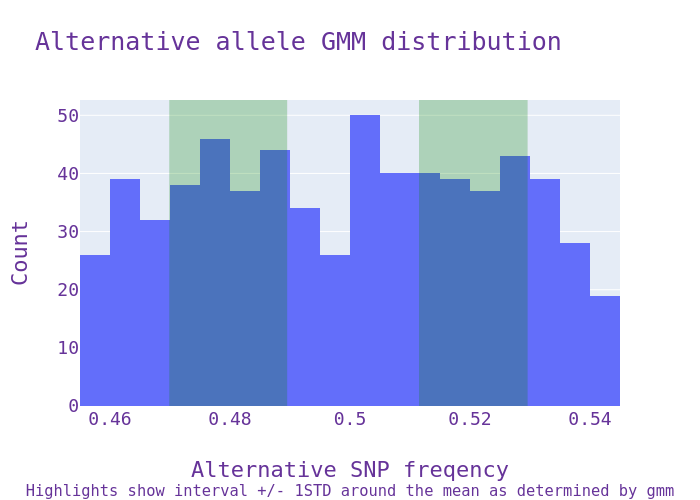 Alternative allele GMM distribution
50
40
30
20
10
0
Count
0.46 0.48 0.5 0.52 0.54
Alternative SNP freqency
Highlights show interval +/- 1STD around the mean as determined by gmm